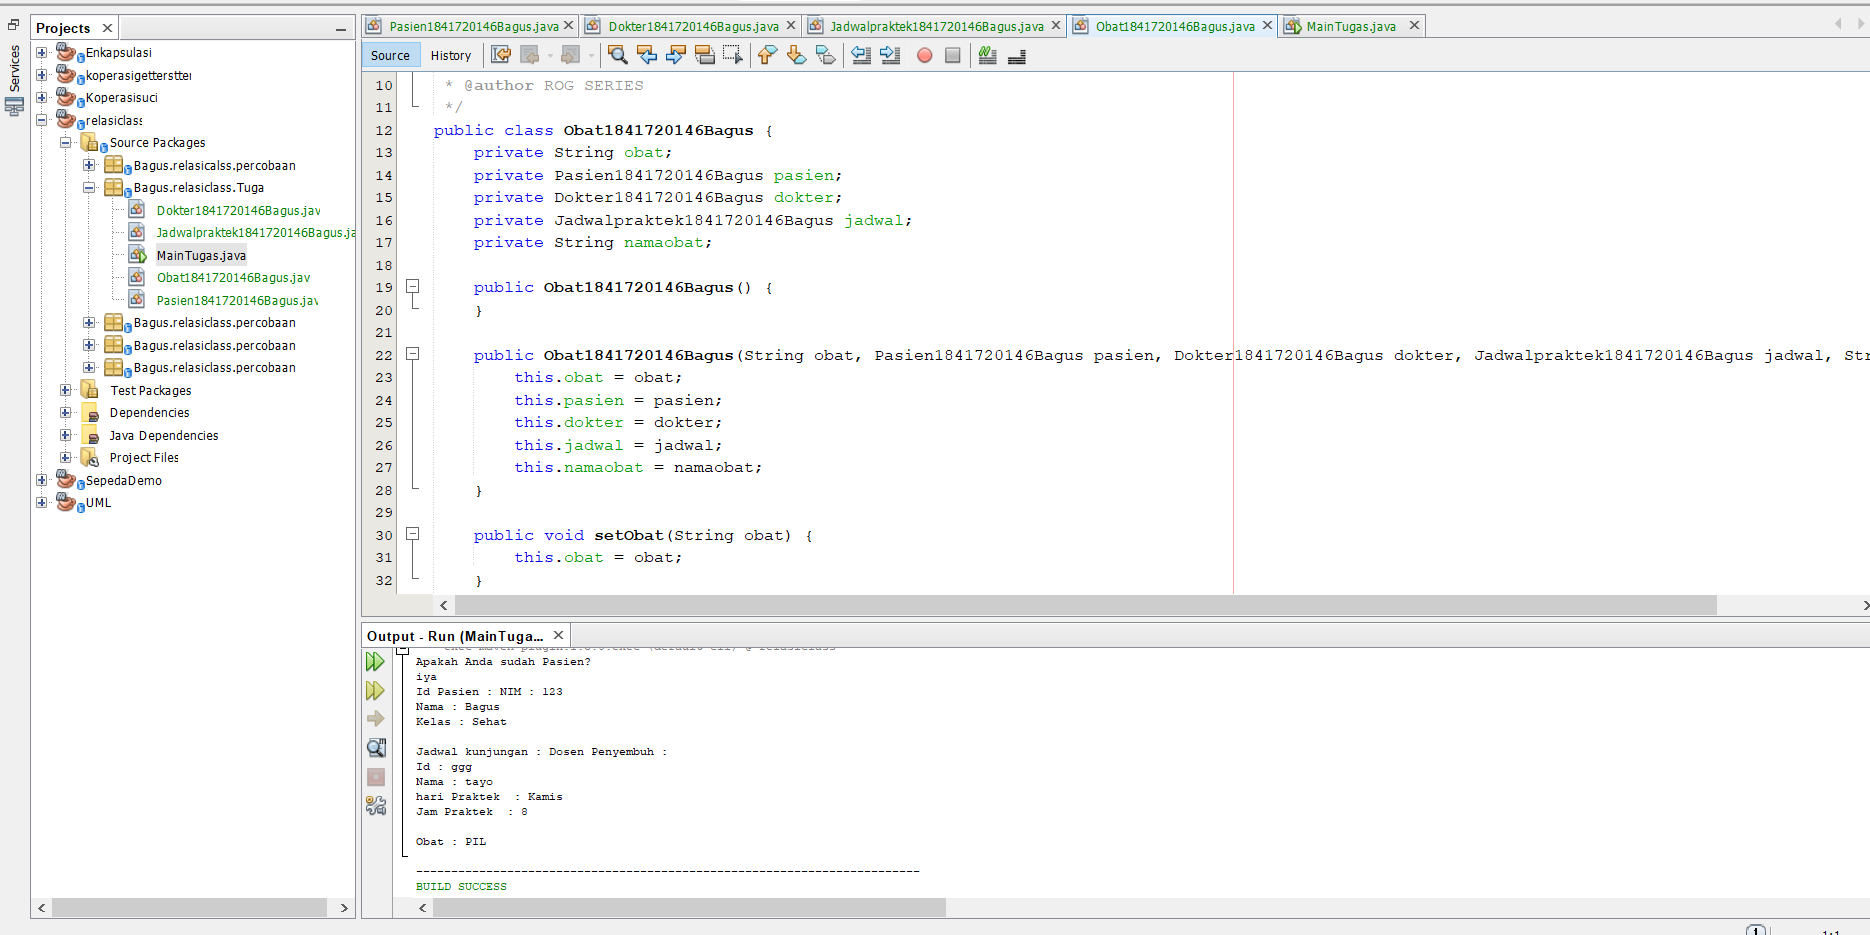 Projects
Services
Enkapsulasi
koperasigetterstter
Koperasisuci
relasiclass
Source Packages
Bagus.relasicalss.percobaan
Bagus.relasiclass.Tuga
Dokter1841720146Bagus.jav
Jadwalpraktek1841720146Bagus.ja
MainTugas.java
Obat1841720146Bagus.jav
Pasien1841720146Bagus.jav
Bagus.relasiclass.percobaan
Bagus.relasiclass.percobaan
Bagus.relasiclass.percobaan
Test Packages
Dependencies
Java Dependencies
Project Files
SepedaDemo
UML
Pasien1841720146Bagus.java Dokter1841720146Bagus.java Jadwalpraktek1841720146Bagus.java Obat1841720146Bagus.java MainTugas.java
Source History
10 * @author ROG SERIES
11 */
12 public class Obat1841720146Bagus {
13 private String obat;
14 private Pasien1841720146Bagus pasien;
15 private Dokter1841720146Bagus dokter;
16 private Jadwalpraktek1841720146Bagus jadwal;
17 private String namaobat;
18
19 public Obat1841720146Bagus() {
20 }
21
22 public Obat1841720146Bagus(String obat, Pasien1841720146Bagus pasien, Dokter1841720146Bagus dokter, Jadwalpraktek1841720146Bagus jadwal, Str
23 this.obat = obat;
24 this.pasien = pasien;
25 this.dokter = dokter;
26 this.jadwal = jadwal;
27 this.namaobat = namaobat;
28 }
29
30 public void setObat(String obat) {
31 this.obat = obat;
32 }
Output - Run (MainTuga...
Apakah Anda sudah Pasien?
iya
Id Pasien : NIM : 123
Nama : Bagus
Kelas : Sehat
Jadwal kunjungan : Dosen Penyembuh :
Id : ggg
Nama : tayo
hari Praktek  : Kamis
Jam Praktek  : 8
Obat : PIL
------------------------------------------------------------------------
BUILD SUCCESS